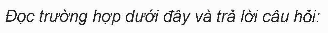 Đọc trường hợp dưới đây và trả lời câu hỏi: